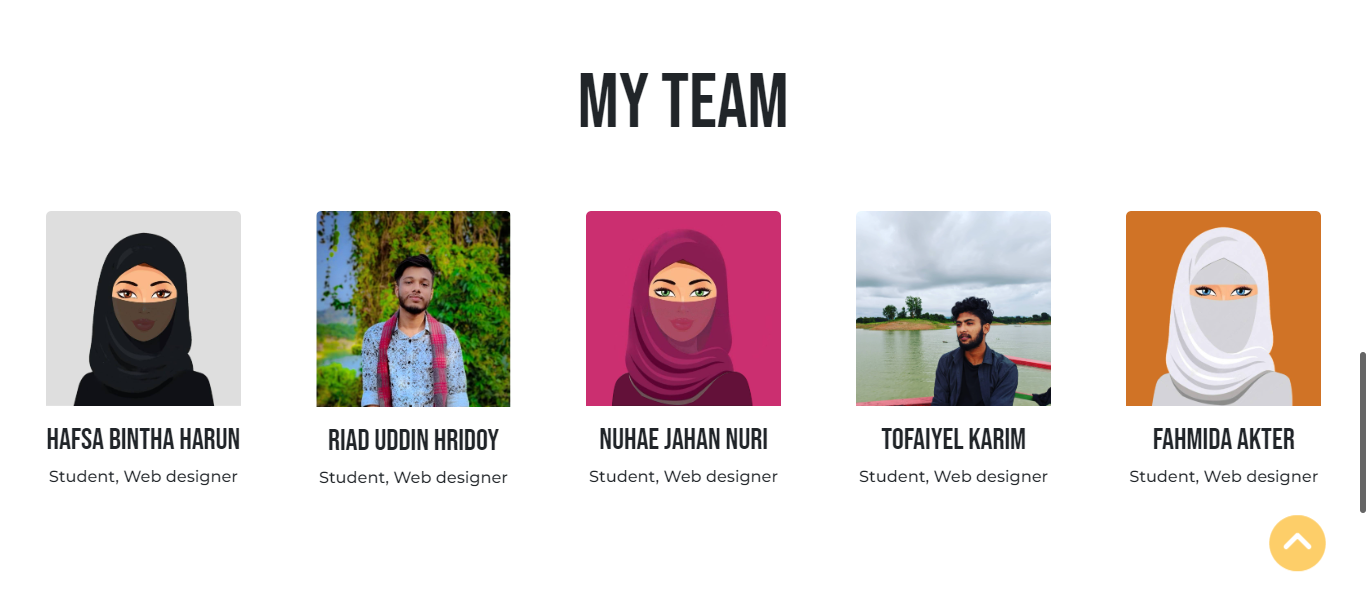 MY TEAM
HAFSA BINTHA HARUN
Student, Web designer
RIAD UDDIN HRIDOY
Student, Web designer
NUHAE JAHAN NURI
Student, Web designer
TOFAIYEL KARIM
Student, Web designer
FAHMIDA AKTER
Student, Web designer